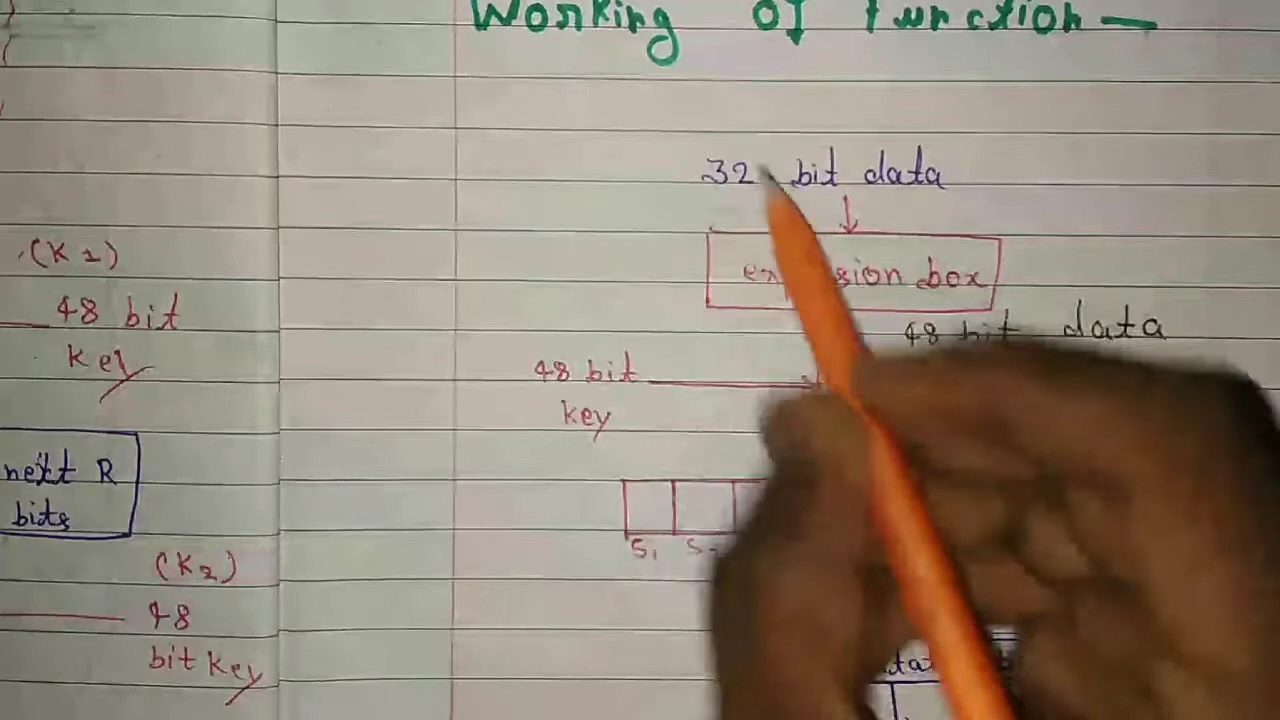 Working Of function —
32 bit data
box
48 bit data
48 bit
key
S1
(K1)
48 bit
key
next R
bits
(K2)
48
bit key